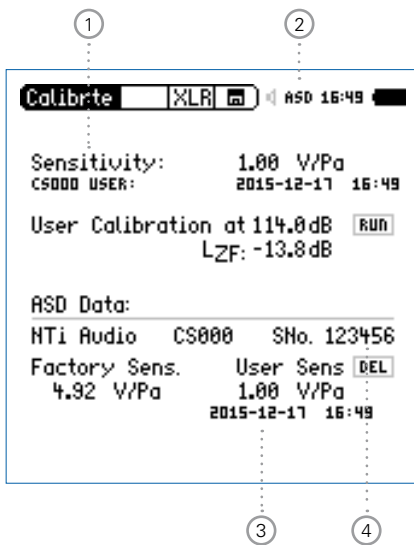 1 2
Calibrte XLR ASD 16:49
Sensitivity: 1.00 V/Pa
CS000 USER: 2015-12-17 16:49
User Calibration at 114.0dB RUN
LZF: -13.8dB
ASD Data:
NTi Audio CS000 SNo. 123456
Factory Sens. User Sens DEL
4.92 V/Pa 1.00 V/Pa
2015-12-17 16:49
3 4